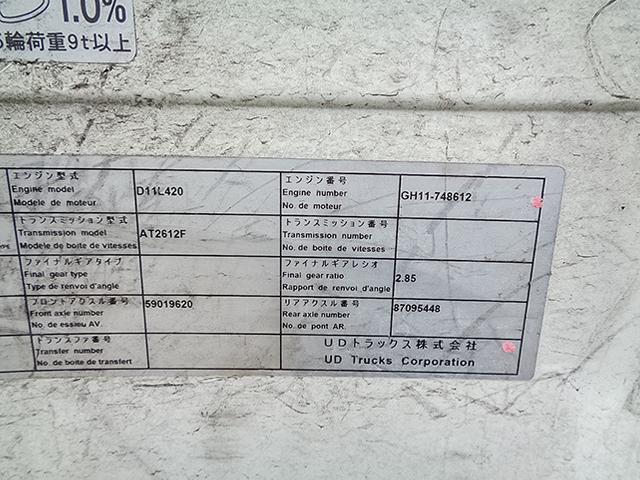 1.0%
輪荷重9t以上
エンジン型式
Engine model
Modele de moteur
D11L420
エンジン番号
Engine number
No. de moteur
GH11-748612
トランスミッション型式
Transmission model
Modele de boite de vitesses
AT2612F
トランスミッション番号
Transmission number
No. de boite de vitesses
ファイナルギアタイプ
Final gear type
Type de renvoi d'angle
ファイナルギアレシオ
Final gear ratio
Rapport de renvoi d'angle
2.85
フロントアクスル番号
Front axle number
No. de essieu AV.
59019620
リアアクスル番号
Rear axle number
No. de pont AR.
87095448
トランスファ番号
Transfer number
No. de boite de transfert
UDトラックス株式会社
UD Trucks Corporation